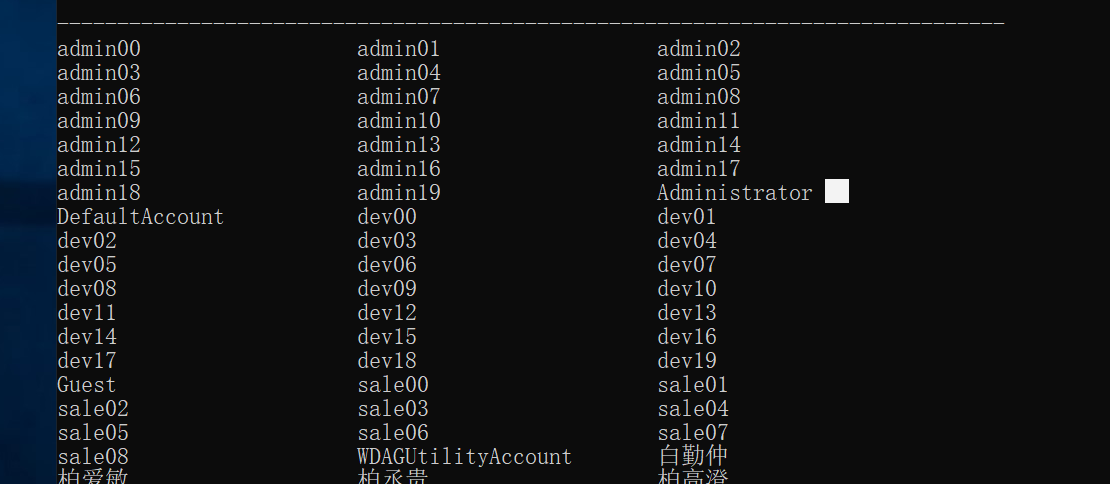 -------------------------------------------------------------------------------
admin00 admin01 admin02
admin03 admin04 admin05
admin06 admin07 admin08
admin09 admin10 admin11
admin12 admin13 admin14
admin15 admin16 admin17
admin18 admin19 Administrator
DefaultAccount dev00 dev01
dev02 dev03 dev04
dev05 dev06 dev07
dev08 dev09 dev10
dev11 dev12 dev13
dev14 dev15 dev16
dev17 dev18 dev19
Guest sale00 sale01
sale02 sale03 sale04
sale05 sale06 sale07
sale08 WDAGUtilityAccount 白勤仲
柏爱敏 柏丞贵 柏高澄